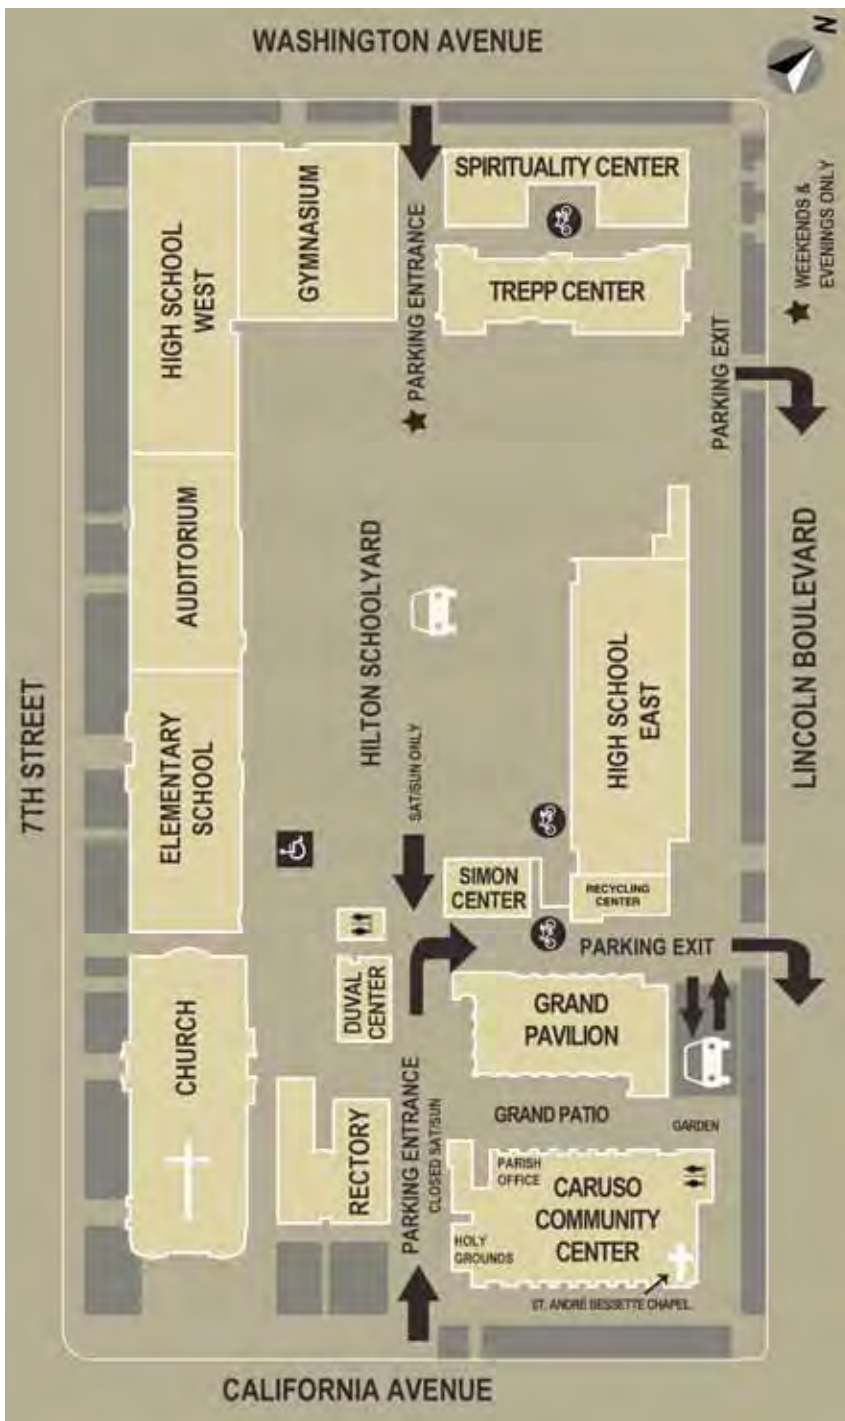 WASHINGTON AVENUE
N
SPIRITUALITY CENTER
WEEKENDS &
EVENINGS ONLY
HIGH SCHOOL
WEST
GYMNASIUM
PARKING ENTRANCE
TREPP CENTER
PARKING EXIT
AUDITORIUM
HILTON SCHOOLYARD
LINCOLN BOULEVARD
7TH STREET
ELEMENTARY
SCHOOL
SAT/SUN ONLY
HIGH SCHOOL
EAST
SIMON
CENTER
RECYCLING
CENTER
PARKING EXIT
DUVAL
CENTER
CHURCH
GRAND
PAVILION
PARKING ENTRANCE
CLOSED SAT/SUN
GRAND PATIO
GARDEN
RECTORY
PARISH
OFFICE
CARUSO
COMMUNITY
CENTER
HOLY
GROUNDS
ST. ANDRÉ BESSETTE CHAPEL
CALIFORNIA AVENUE